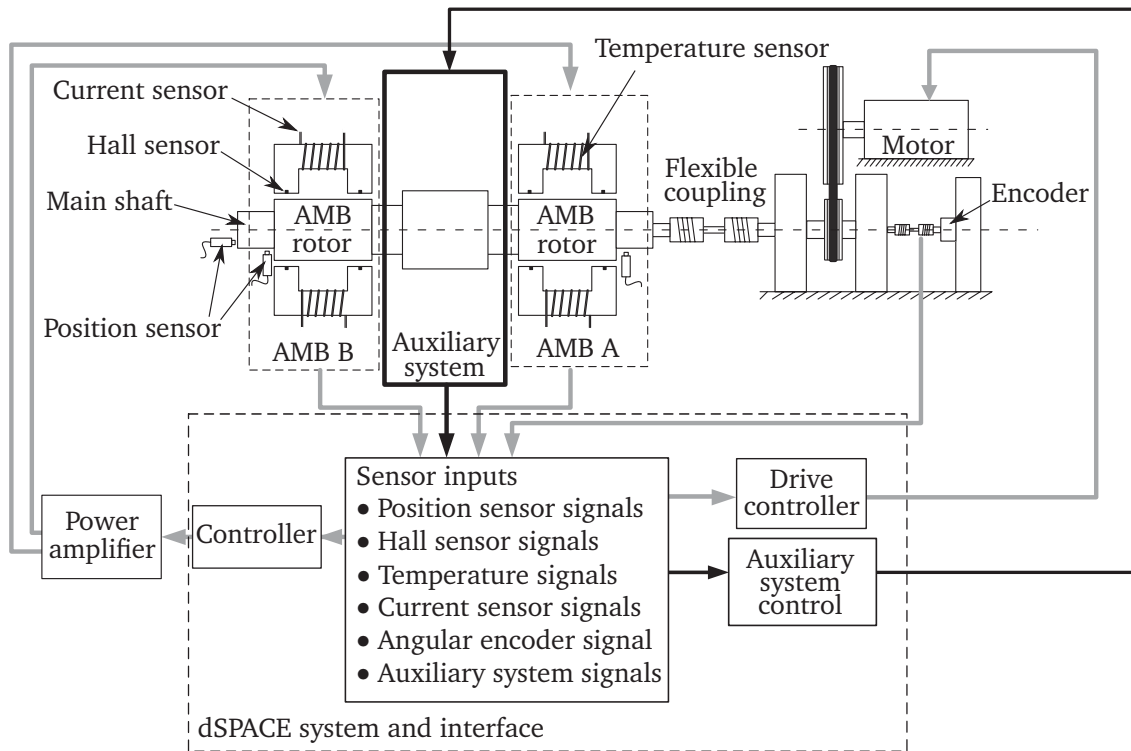 Temperature sensor
Current sensor
Hall sensor
Main shaft
Position sensor
AMB
rotor
AMB B
Auxiliary
system
AMB
rotor
AMB A
Flexible
coupling
Motor
Encoder
Sensor inputs
• Position sensor signals
• Hall sensor signals
• Temperature signals
• Current sensor signals
• Angular encoder signal
• Auxiliary system signals
Drive
controller
Auxiliary
system
control
Controller
Power
amplifier
dSPACE system and interface